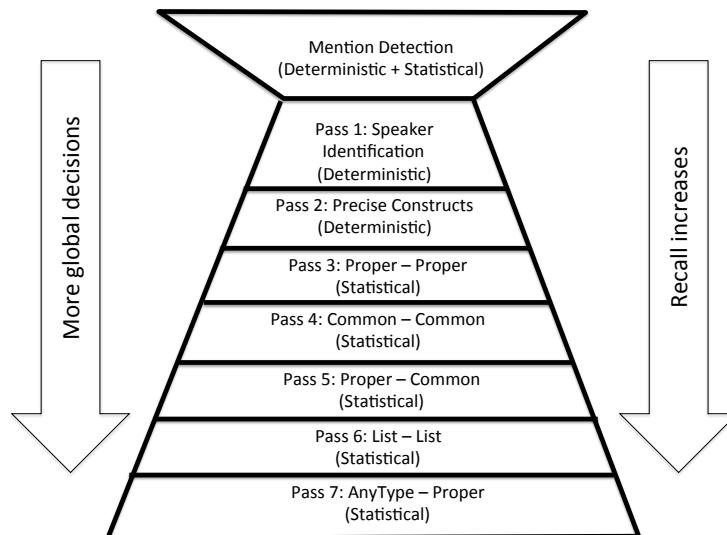 Mention Detection
(Deterministic + Statistical)
More global decisions
Recall increases
Pass 1: Speaker
Identification
(Deterministic)
Pass 2: Precise Constructs
(Deterministic)
Pass 3: Proper – Proper
(Statistical)
Pass 4: Common – Common
(Statistical)
Pass 5: Proper – Common
(Statistical)
Pass 6: List – List
(Statistical)
Pass 7: AnyType – Proper
(Statistical)